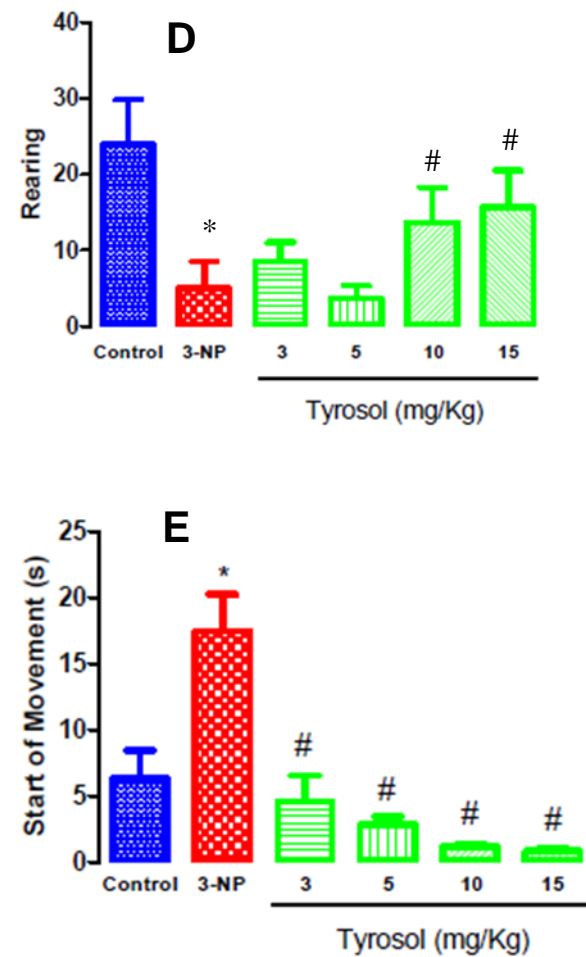 D
40
30
20
10
0
Rearing
*
#
#
Control 3-NP 3 5 10 15
Tyrosol (mg/Kg)
E
25
20
15
10
5
0
Start of Movement (s)
*
#
#
#
#
Control 3-NP 3 5 10 15
Tyrosol (mg/Kg)